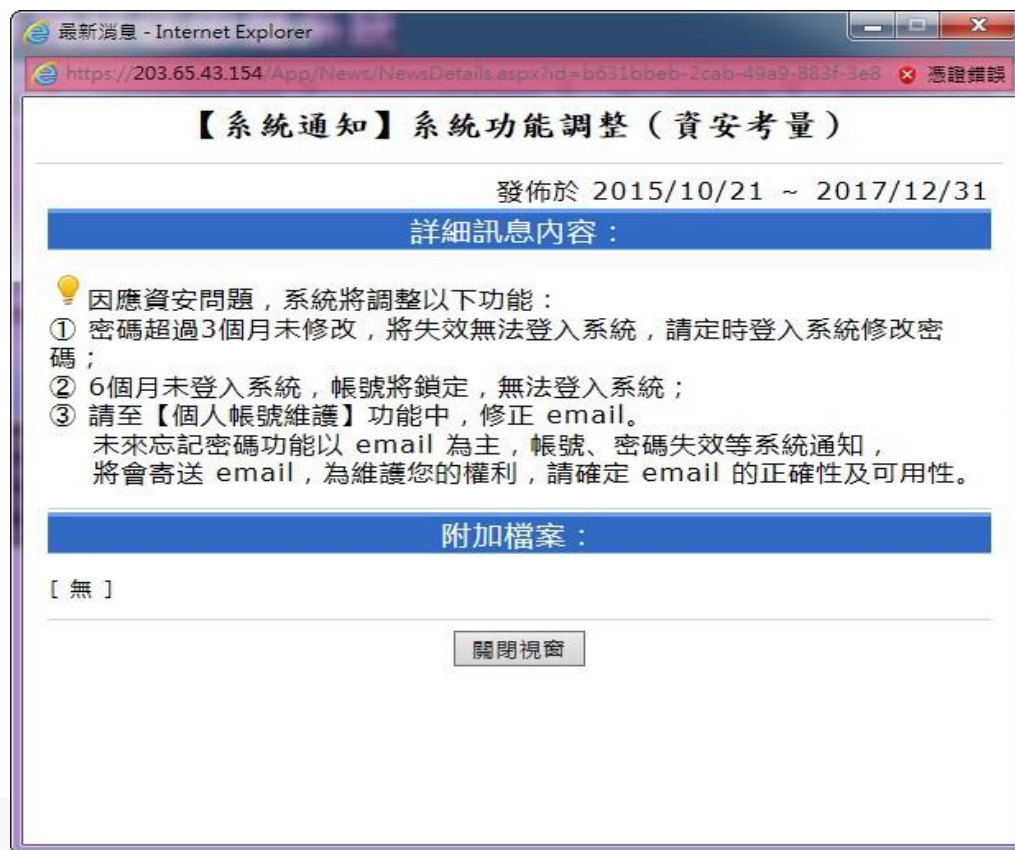 最新消息 - Internet Explorer
https://203.65.43.154/App/News/NewsDetails.aspx?id=b631bbeb-2cab-49a9-883f-3e8 憑證錯誤
【系統通知】系統功能調整（資安考量）
發佈於 2015/10/21 ~ 2017/12/31
詳細訊息內容：
因應資安問題，系統將調整以下功能：
① 密碼超過3個月未修改，將失效無法登入系統，請定時登入系統修改密
碼；
② 6個月未登入系統，帳號將鎖定，無法登入系統；
③ 請至【個人帳號維護】功能中，修正 email。
未來忘記密碼功能以 email 為主，帳號、密碼失效等系統通知，
將會寄送 email，為維護您的權利，請確定 email 的正確性及可用性。
附加檔案：
[ 無 ]
關閉視窗